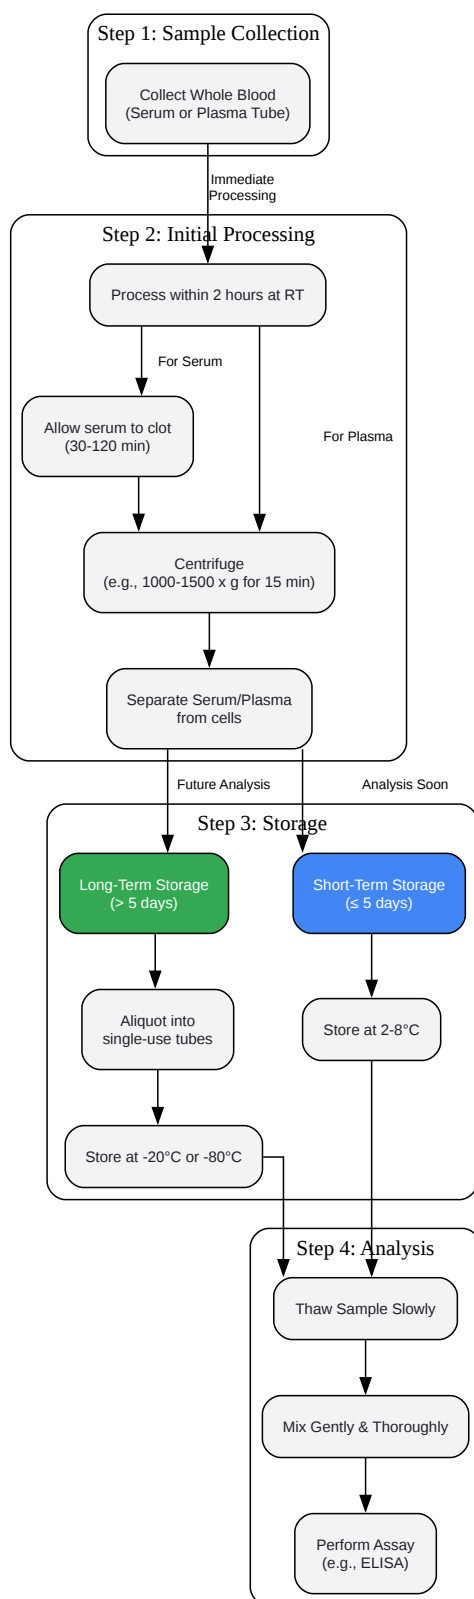 Step 1: Sample Collection
Collect Whole Blood
(Serum or Plasma Tube)
Immediate
Processing
Step 2: Initial Processing
Process within 2 hours at RT
For Serum
Allow serum to clot
(30-120 min)
For Plasma
Centrifuge
(e.g., 1000-1500 x g for 15 min)
Separate Serum/Plasma
from cells
Future Analysis
Analysis Soon
Step 3: Storage
Long-Term Storage
(> 5 days)
Short-Term Storage
(≤ 5 days)
Aliquot into
single-use tubes
Store at 2-8°C
Store at -20°C or -80°C
Step 4: Analysis
Thaw Sample Slowly
Mix Gently & Thoroughly
Perform Assay
(e.g., ELISA)